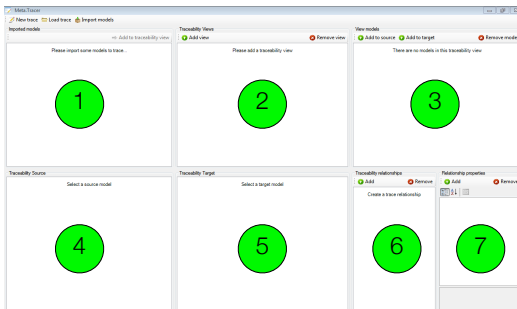 Meta.Tracer
New trace Load trace Import models
Imported models
Traceability Views
View models
Add to traceability view
Add view
Remove view
Add to source Add to target
Remove model
Please import some models to trace...
Please add a traceability view
There are no models in this traceability view
1
2
3
Traceability Source
Traceability Target
Traceability relationships
Relationship properties
Add
Remove
Add
Remove
Select a source model
Select a target model
Create a trace relationship
4
5
6
7